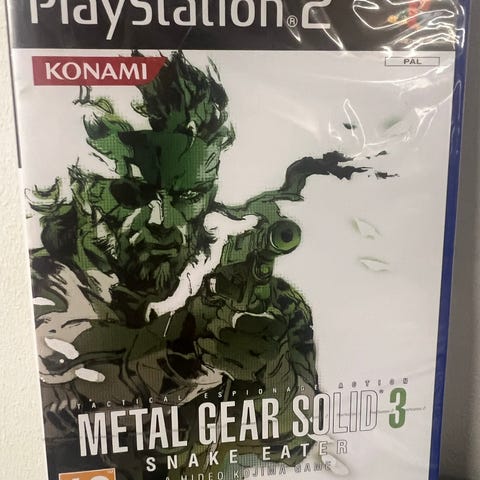 PlayStation® 2
KONAMI
PAL
TACTICAL ESPIONAGE ACTION
METAL GEAR SOLID® 3
SNAKE EATER
A HIDEO KOJIMA GAME